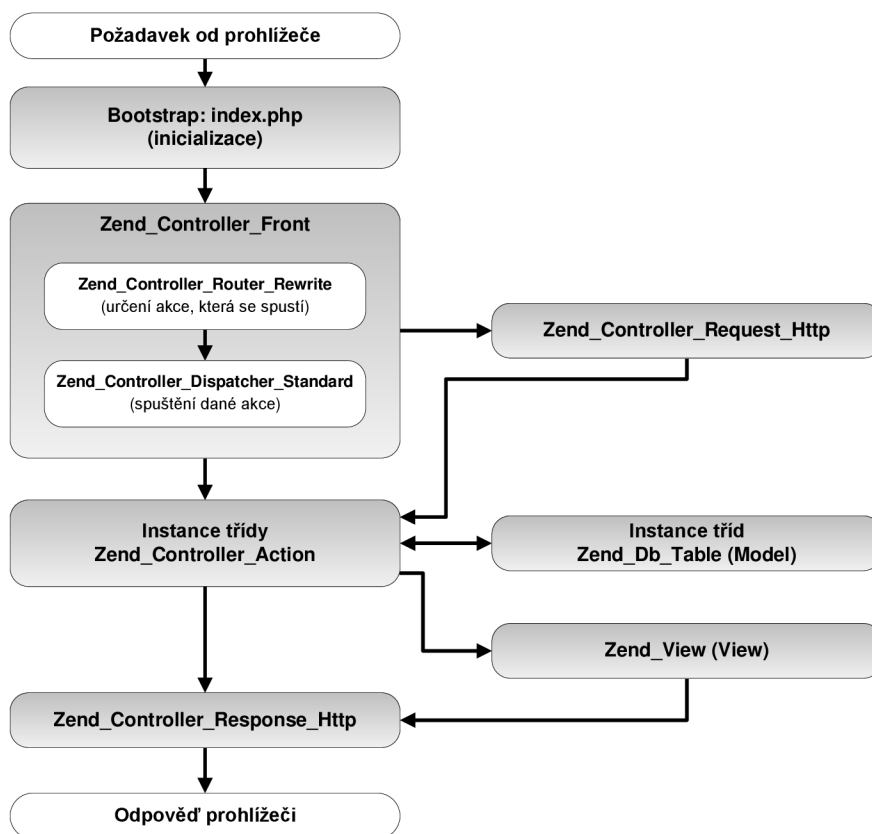 Požadavek od prohlížeče
Bootstrap: index.php
(inicializace)
Zend_Controller_Front
Zend_Controller_Router_Rewrite
(určení akce, která se spustí)
Zend_Controller_Dispatcher_Standard
(spuštění dané akce)
Zend_Controller_Request_Http
Instance třídy
Zend_Controller_Action
Instance tříd
Zend_Db_Table (Model)
Zend_View (View)
Zend_Controller_Response_Http
Odpověď prohlížeči